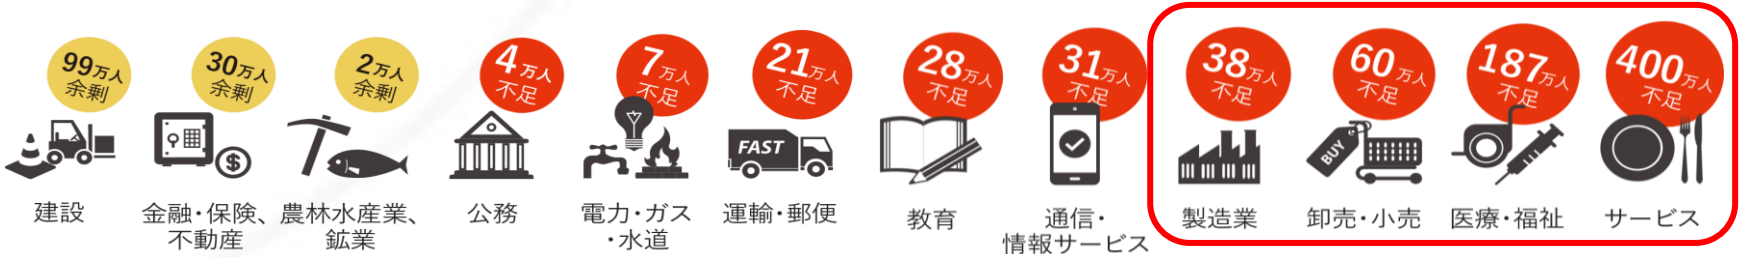 99万人
余剰
30万人
余剰
2万人
余剰
4万人
不足
7万人
不足
21万人
不足
28万人
不足
31万人
不足
38万人
不足
60万人
不足
187万人
不足
400万人
不足
$
FAST
BUY
建設
金融・保険、
不動産
農林水産業、
鉱業
公務
電力・ガス
・水道
運輸・郵便
教育
通信・
情報サービス
製造業
卸売・小売
医療・福祉
サービス